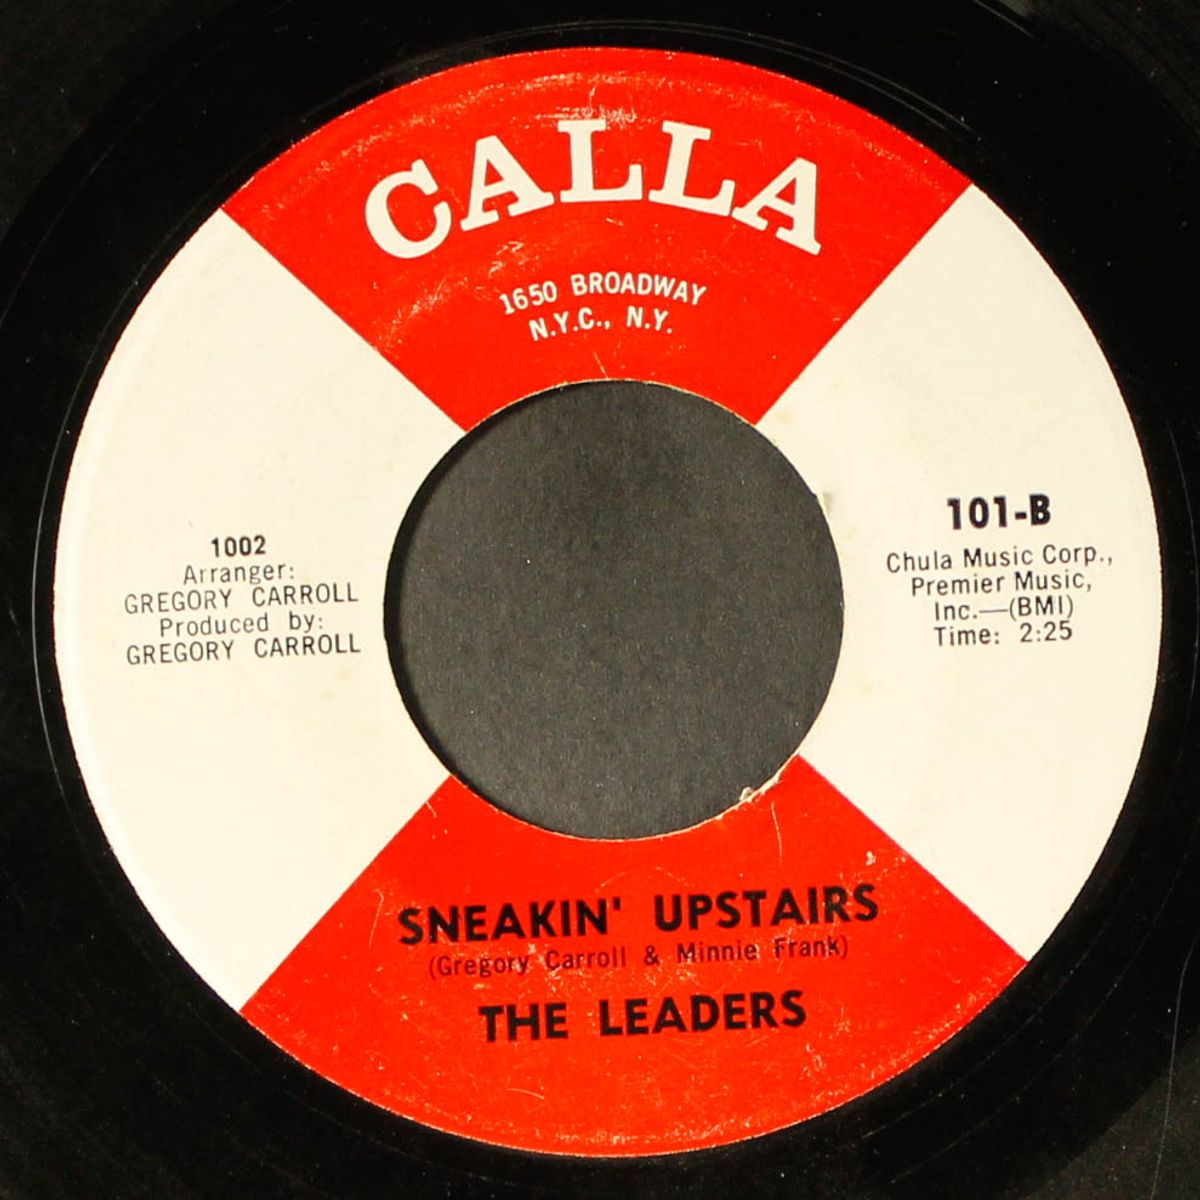 CALLA
1650 BROADWAY
N.Y.C., N.Y.
1002
Arranger:
GREGORY CARROLL
Produced by:
GREGORY CARROLL
101-B
Chula Music Corp.,
Premier Music,
Inc.—(BMI)
Time: 2:25
SNEAKIN' UPSTAIRS
(Gregory Carroll & Minnie Frank)
THE LEADERS